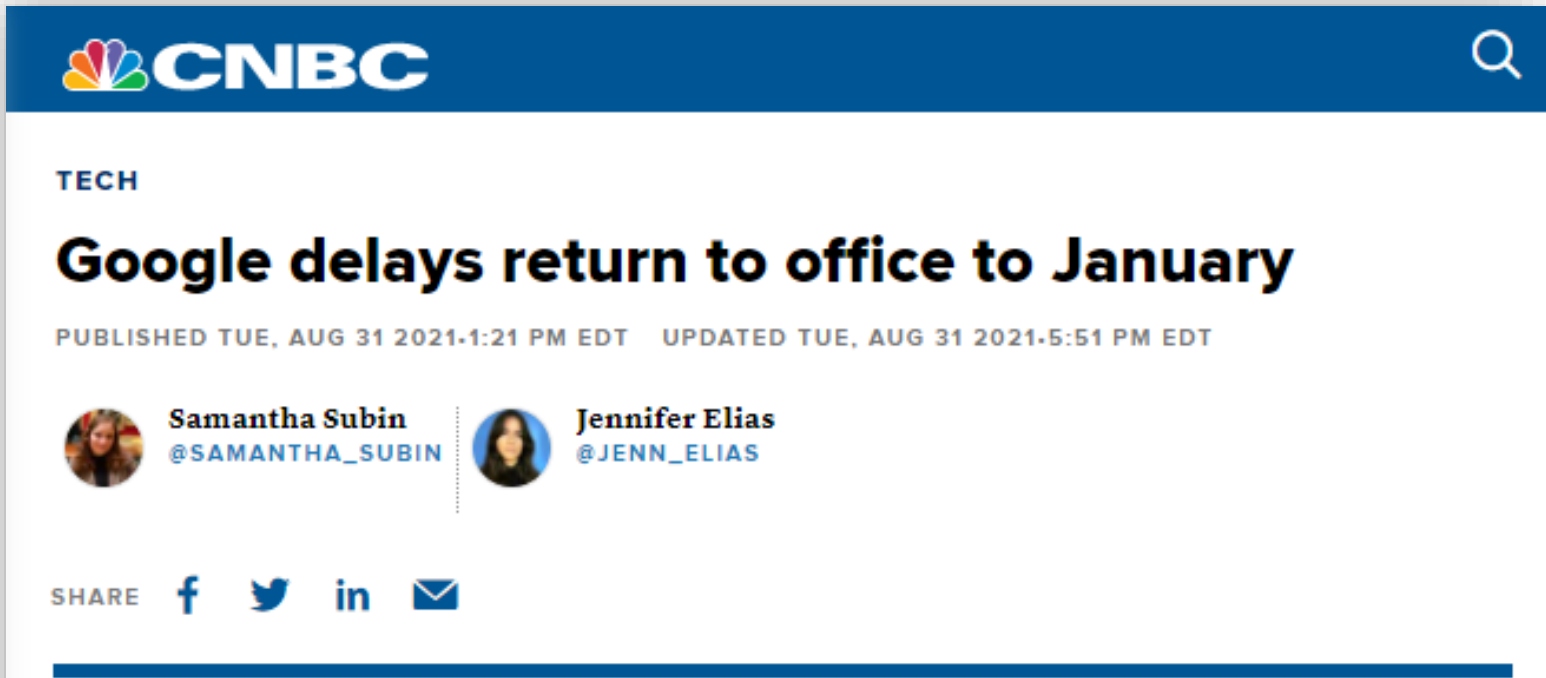 CNBC
TECH
Google delays return to office to January
PUBLISHED TUE, AUG 31 2021•1:21 PM EDT UPDATED TUE, AUG 31 2021•5:51 PM EDT
Samantha Subin
@SAMANTHA_SUBIN
Jennifer Elias
@JENN_ELIAS
SHARE f in